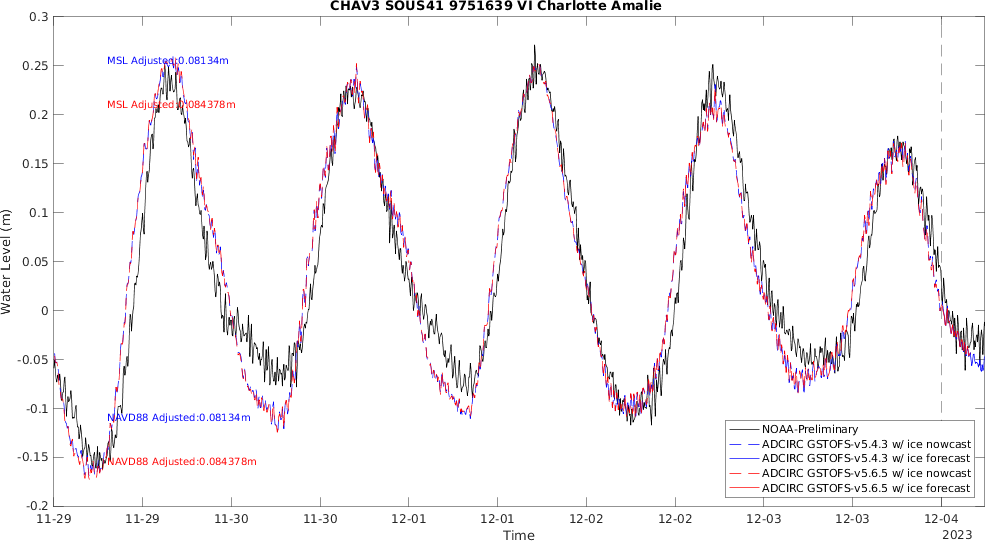 CHAV3 SOUS41 9751639 VI Charlotte Amalie
0.3
0.25
0.2
0.15
0.1
0.05
0
-0.05
-0.1
-0.15
-0.2
Water Level (m)
MSL Adjusted:0.08134m
MSL Adjusted:0.084378m
NAVD88 Adjusted:0.08134m
NAVD88 Adjusted:0.084378m
NOAA-Preliminary
ADCIRC GSTOFS-v5.4.3 w/ ice nowcast
ADCIRC GSTOFS-v5.4.3 w/ ice forecast
ADCIRC GSTOFS-v5.6.5 w/ ice nowcast
ADCIRC GSTOFS-v5.6.5 w/ ice forecast
11-29 11-29 11-30 11-30 12-01 12-01 12-02 12-02 12-03 12-03 12-04
Time
2023